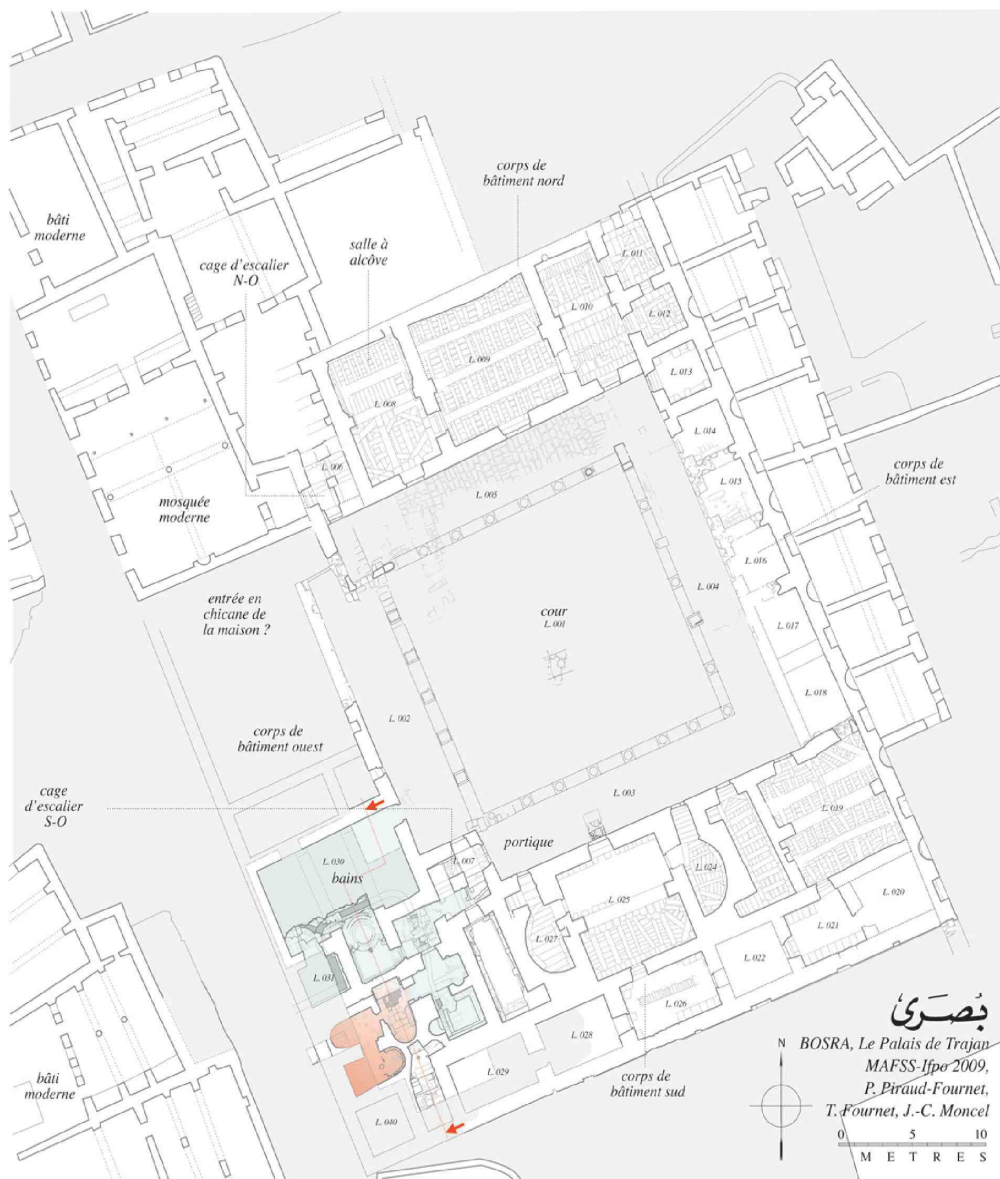 corps de
bâtiment nord
bâti
moderne
salle à
alcôve
cage d'escalier
N-O
L. 011
L. 010
L. 012
L. 009
L. 013
L. 008
L. 014
L. 006
L. 015
corps de
bâtiment est
L. 005
mosquée
moderne
L. 016
L. 004
entrée en
chicane de
la maison ?
cour
L. 001
L. 017
L. 018
L. 002
corps de
bâtiment ouest
cage
d'escalier
S-O
L. 003
L. 019
portique
L. 030
bains
L. 007
L. 024
L. 025
L. 020
L. 021
L. 027
L. 022
L. 031
L. 026
L. 028
L. 029
corps de
bâtiment sud
bâti
moderne
L. 040
بُصرَى
N
BOSRA, Le Palais de Trajan
MAFSS-Ifpo 2009,
P. Piraud-Fournet,
T. Fournet, J.-C. Moncel
0 5 10
M E T R E S